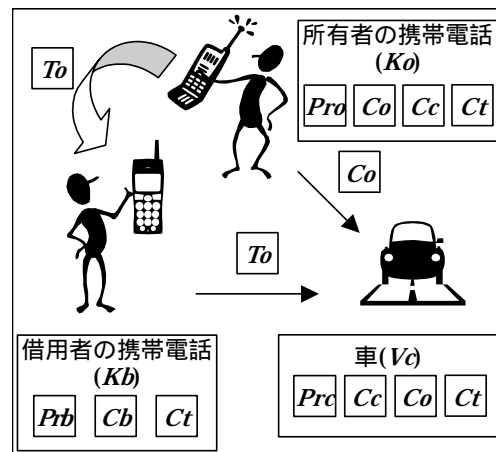 To
所有者の携帯電話
(Ko)
Pro Co Cc Ct
Co
To
借用者の携帯電話
(Kb)
Prb Cb Ct
車(Vc)
Prc Cc Co Ct